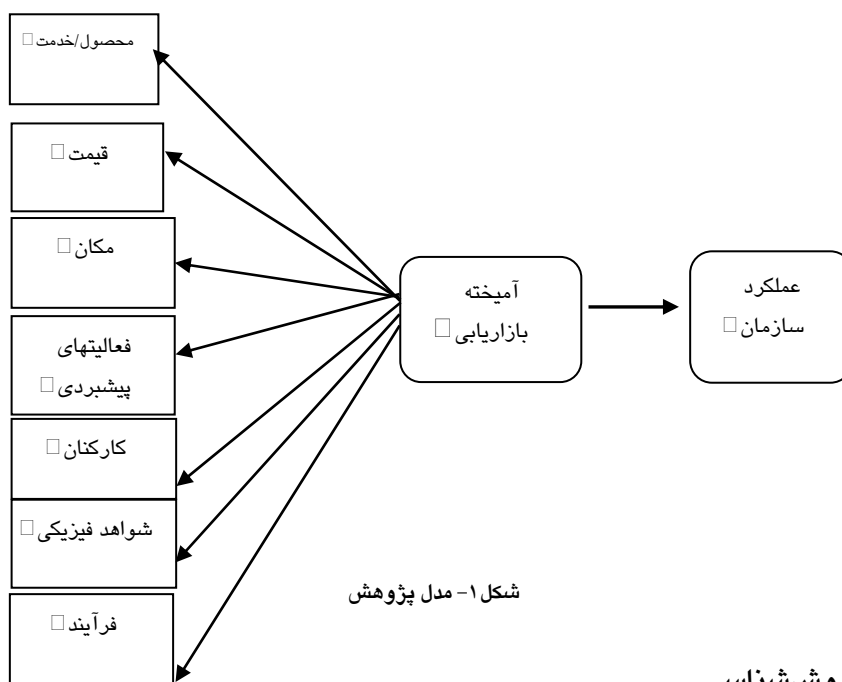 محصول/خدمت
قیمت
مکان
فعالیتهای
پیشبردی
کارکنان
شواهد فیزیکی
فرآیند
آمیخته
بازاریابی
عملکرد
سازمان
شکل۱- مدل پژوهش